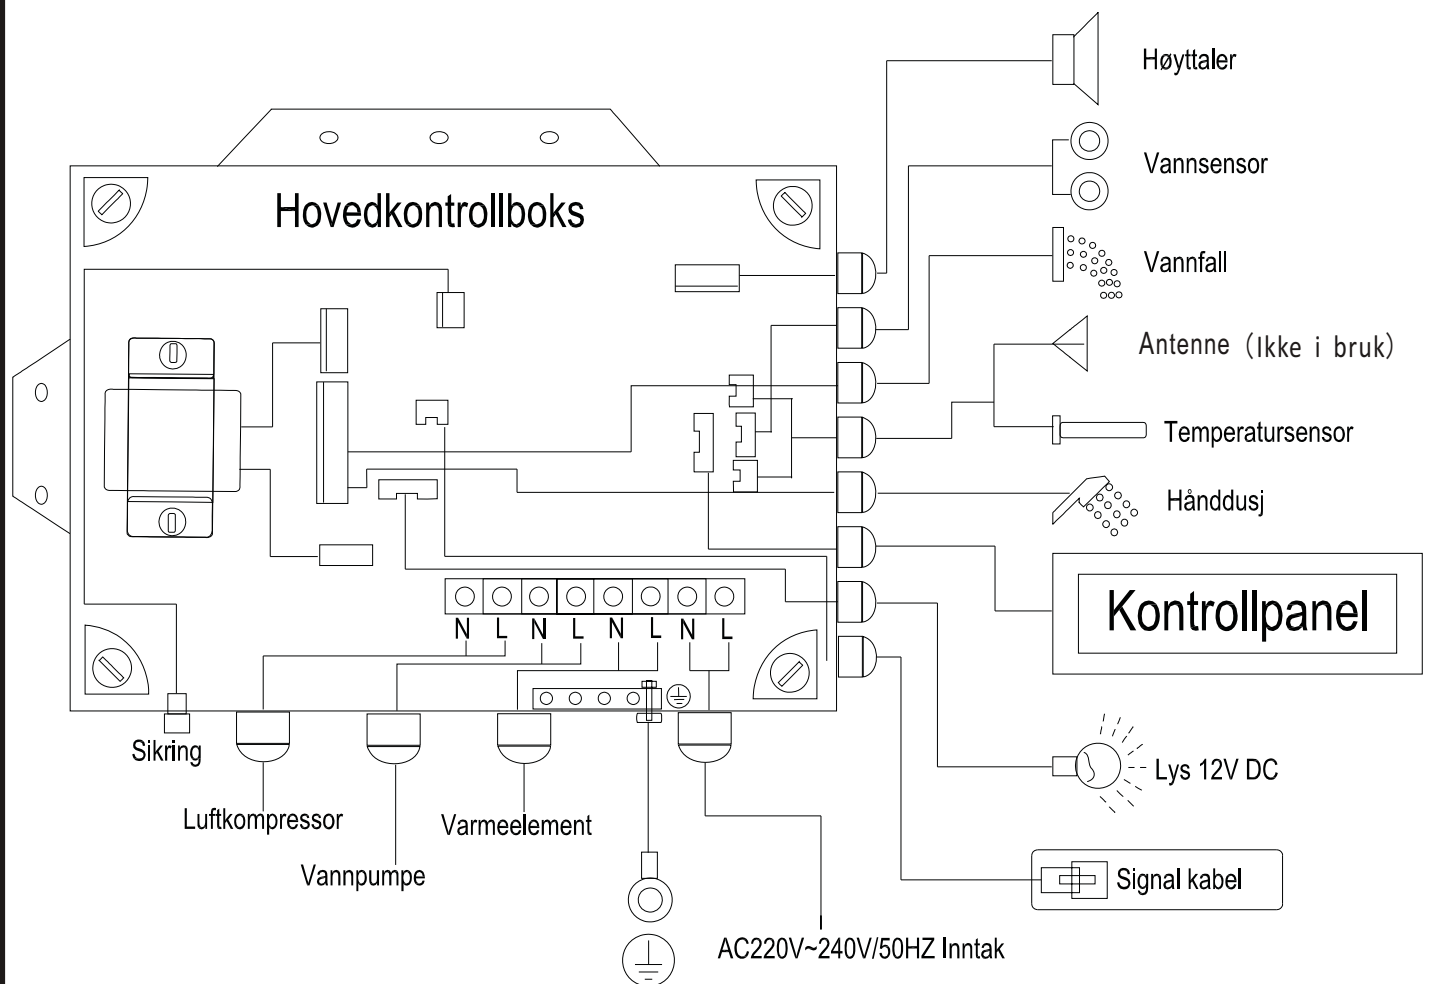 Høyttaler
Vannsensor
Hovedkontrollboks
Vannfall
Antenne (Ikke i bruk)
Temperatursensor
Hånddusj
Kontrollpanel
N L N L N L N L
Sikring
Lys 12V DC
Luftkompressor
Varmeelement
Vannpumpe
Signal kabel
AC220V~240V/50HZ Inntak